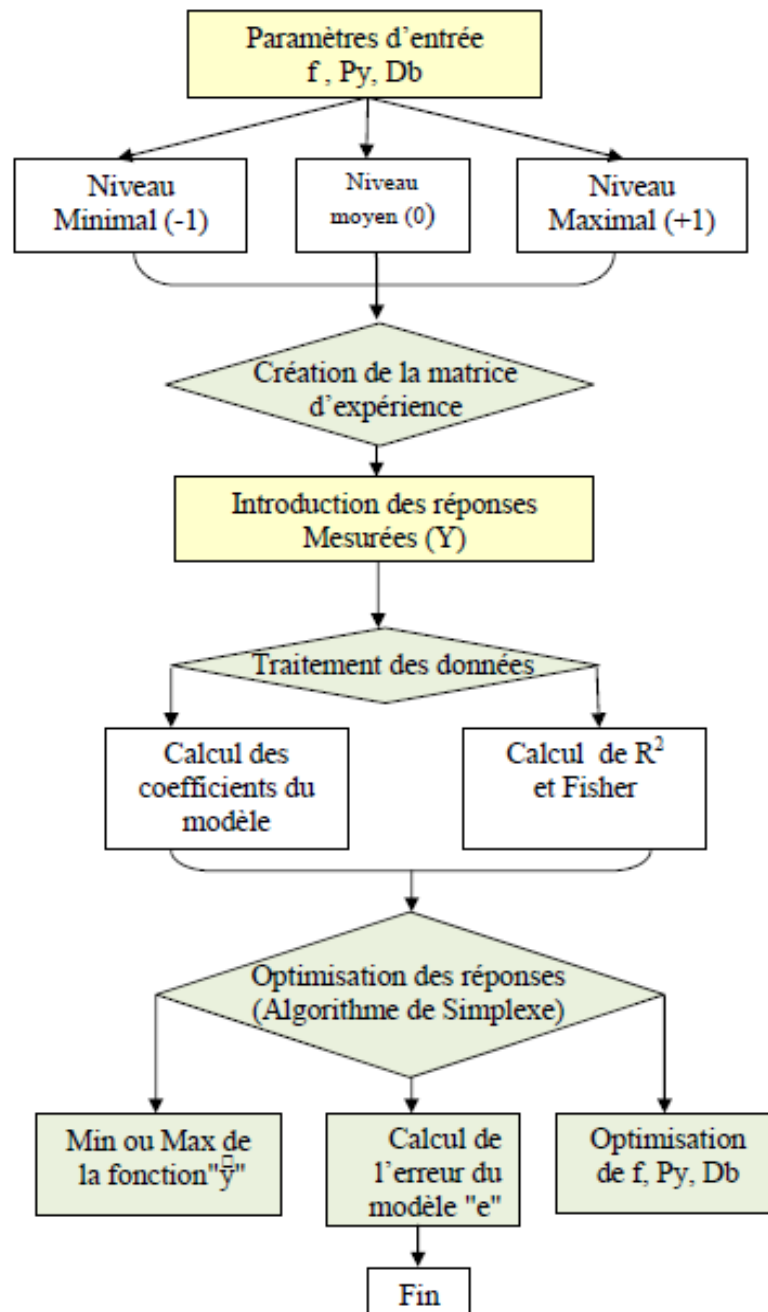 Paramètres d'entrée
f , Py, Db
Niveau
Minimal (-1)
Niveau
moyen (0)
Niveau
Maximal (+1)
Création de la matrice
d'expérience
Introduction des réponses
Mesurées (Y)
Traitement des données
Calcul des
coefficients du
modèle
Calcul de R²
et Fisher
Optimisation des réponses
(Algorithme de Simplexe)
Min ou Max de
la fonction"y"
Calcul de
l'erreur du
modèle "e"
Optimisation
de f, Py, Db
Fin